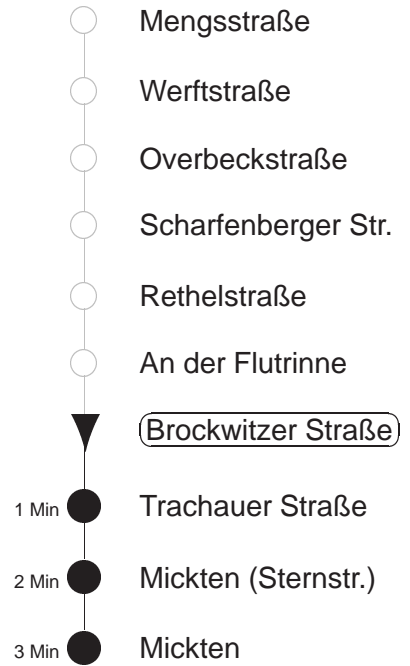 Mengsstraße
Werftstraße
Overbeckstraße
Scharfenberger Str.
Rethelstraße
An der Flutrinne
Brockwitzer Straße
1 Min Trachauer Straße
2 Min Mickten (Sternstr.)
3 Min Mickten